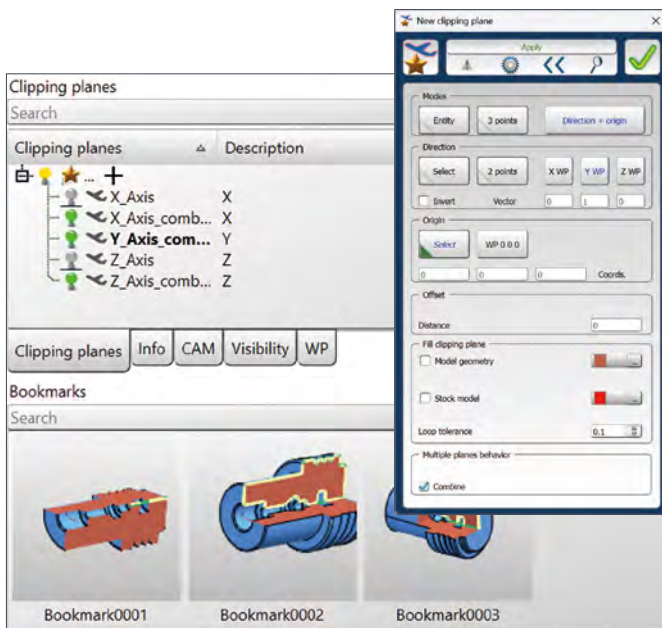 New clipping plane
Apply
Modes
Entity
3 points
Direction + origin
Direction
Select
2 points
X WP
Y WP
Z WP
Invert
Vector
0
1
0
Origin
Select
WP 0 0 0
0
0
0
Coords.
Offset
Distance
0
Fill clipping plane
Model geometry
...
Stock model
...
Loop tolerance
0.1
Multiple planes behavior
Combine
Clipping planes
Search
Clipping planes
Description
...
X_Axis
X
X_Axis_comb...
X
Y_Axis_com...
Y
Z_Axis
Z
Z_Axis_comb...
Z
Clipping planes
Info
CAM
Visibility
WP
Bookmarks
Search
Bookmark0001
Bookmark0002
Bookmark0003